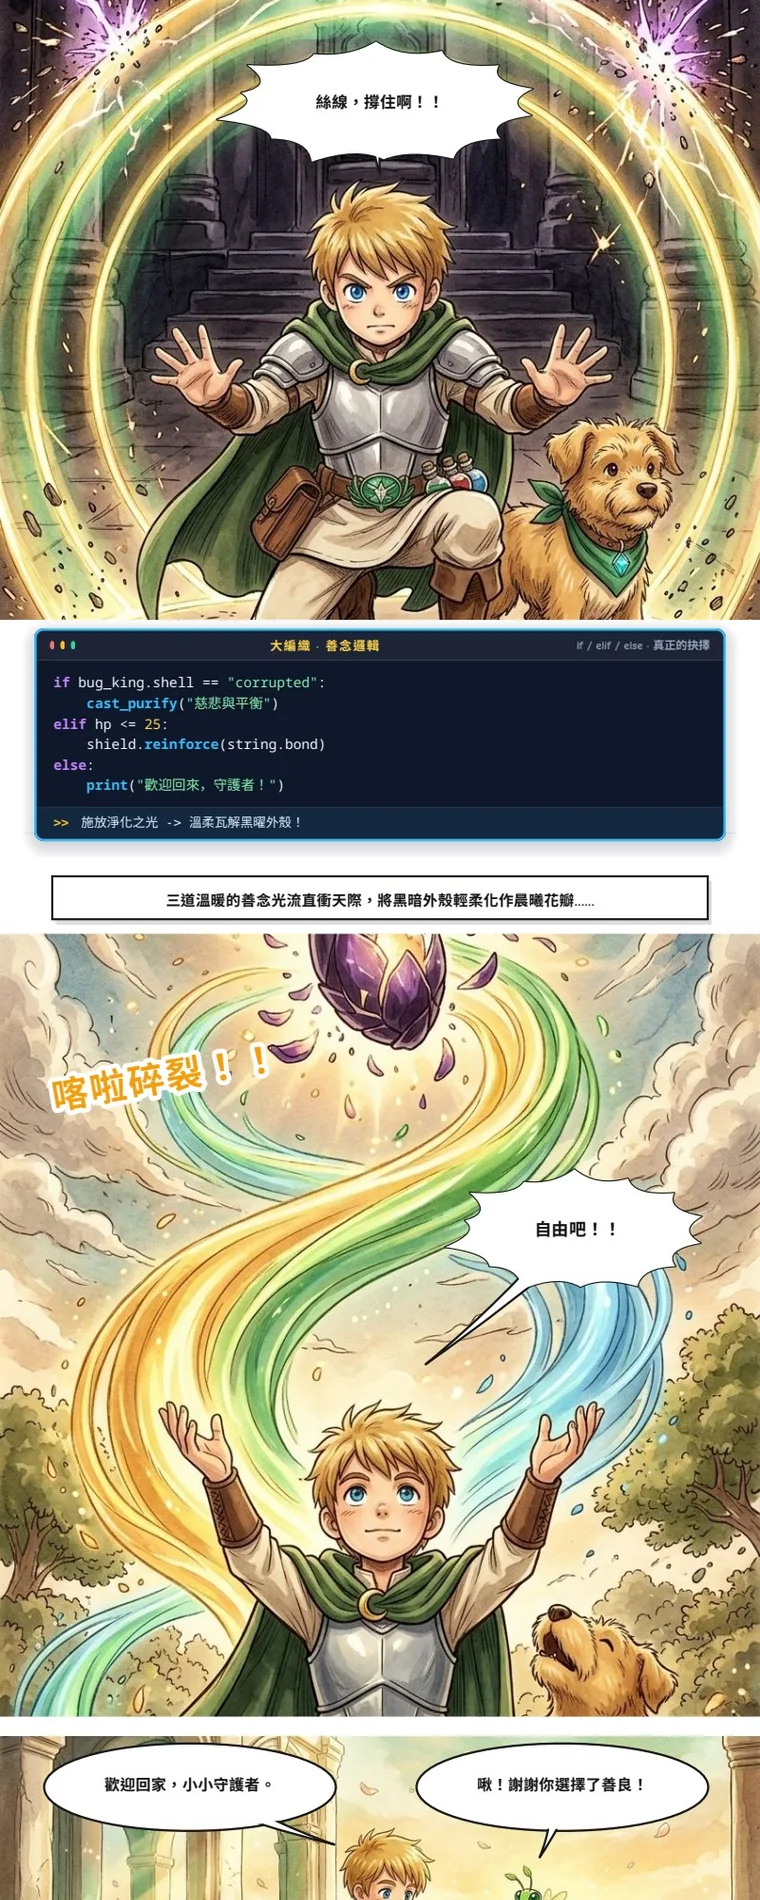 絲線，撐住啊！！
大編織 · 善念邏輯
if / elif / else · 真正的抉擇
if bug_king.shell == "corrupted":
    cast_purify("慈悲與平衡")
elif hp <= 25:
    shield.reinforce(string.bond)
else:
    print("歡迎回來，守護者！")
>> 施放淨化之光 -> 溫柔瓦解黑曜外殼！
三道溫暖的善念光流直衝天際，將黑暗外殼輕柔化作晨曦花瓣……
喀啦碎裂！！
自由吧！！
歡迎回家，小小守護者。
啾！謝謝你選擇了善良！